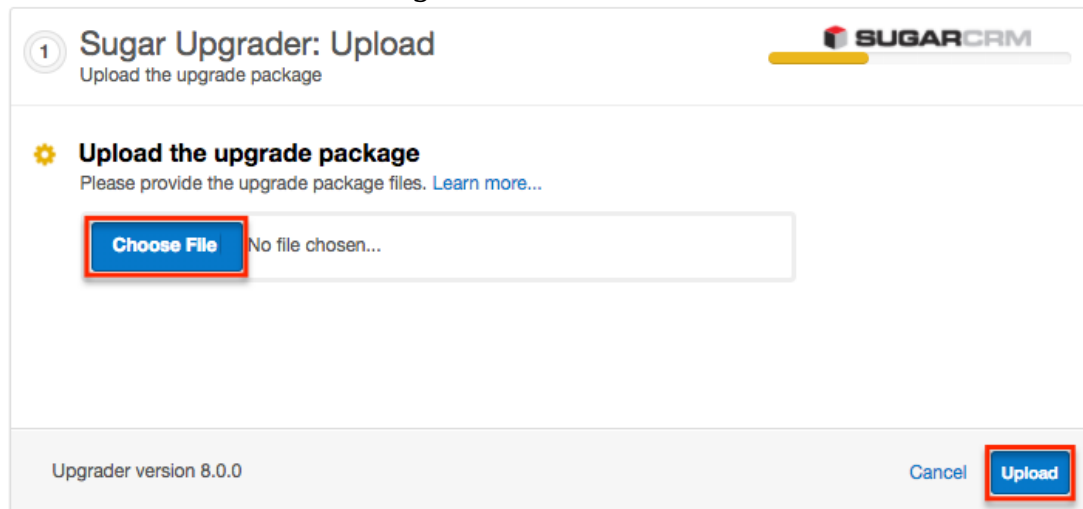 1
Sugar Upgrader: Upload
SUGARCRM
Upload the upgrade package
Upload the upgrade package
Please provide the upgrade package files. Learn more...
Choose File No file chosen...
Upgrader version 8.0.0
Cancel Upload